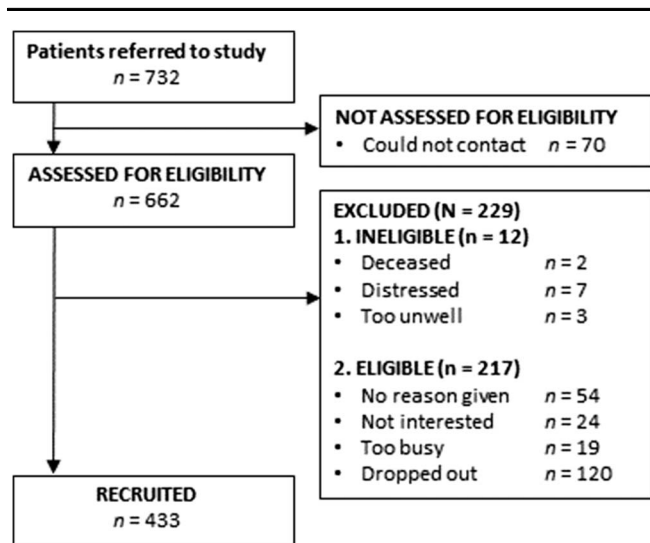 Patients referred to study
n = 732
NOT ASSESSED FOR ELIGIBILITY
• Could not contact n = 70
ASSESSED FOR ELIGIBILITY
n = 662
EXCLUDED (N = 229)
1. INELIGIBLE (n = 12)
• Deceased n = 2
• Distressed n = 7
• Too unwell n = 3
2. ELIGIBLE (n = 217)
• No reason given n = 54
• Not interested n = 24
• Too busy n = 19
• Dropped out n = 120
RECRUITED
n = 433